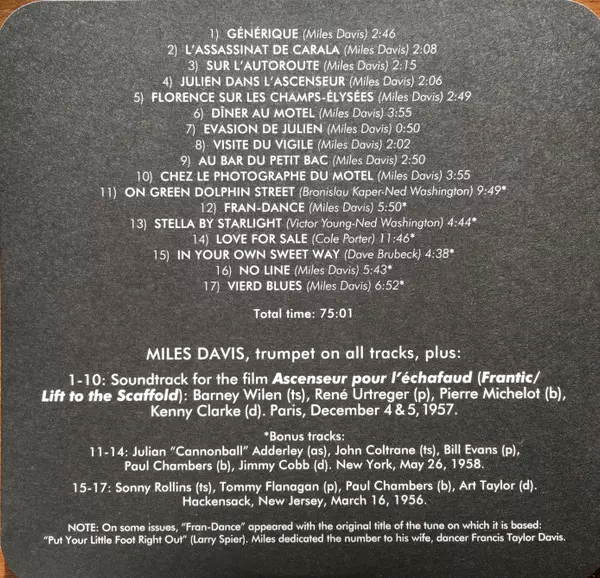 1) GÉNÉRIQUE (Miles Davis) 2:46
2) L'ASSASSINAT DE CARALA (Miles Davis) 2:08
3) SUR L'AUTOROUTE (Miles Davis) 2:15
4) JULIEN DANS L'ASCENSEUR (Miles Davis) 2:06
5) FLORENCE SUR LES CHAMPS-ÉLYSÉES (Miles Davis) 2:49
6) DÎNER AU MOTEL (Miles Davis) 3:55
7) EVASION DE JULIEN (Miles Davis) 0:50
8) VISITE DU VIGILE (Miles Davis) 2:02
9) AU BAR DU PETIT BAC (Miles Davis) 2:50
10) CHEZ LE PHOTOGRAPHE DU MOTEL (Miles Davis) 3:55
11) ON GREEN DOLPHIN STREET (Bronislau Kaper-Ned Washington) 9:49*
12) FRAN-DANCE (Miles Davis) 5:50*
13) STELLA BY STARLIGHT (Victor Young-Ned Washington) 4:44*
14) LOVE FOR SALE (Cole Porter) 11:46*
15) IN YOUR OWN SWEET WAY (Dave Brubeck) 4:38*
16) NO LINE (Miles Davis) 5:43*
17) VIERD BLUES (Miles Davis) 6:52*
Total time: 75:01
MILES DAVIS, trumpet on all tracks, plus:
1-10: Soundtrack for the film Ascenseur pour l'échafaud (Frantic/
Lift to the Scaffold): Barney Wilen (ts), René Urtreger (p), Pierre Michelot (b),
Kenny Clarke (d). Paris, December 4 & 5, 1957.
*Bonus tracks:
11-14: Julian "Cannonball" Adderley (as), John Coltrane (ts), Bill Evans (p),
Paul Chambers (b), Jimmy Cobb (d). New York, May 26, 1958.
15-17: Sonny Rollins (ts), Tommy Flanagan (p), Paul Chambers (b), Art Taylor (d).
Hackensack, New Jersey, March 16, 1956.
NOTE: On some issues, "Fran-Dance" appeared with the original title of the tune on which it is based:
"Put Your Little Foot Right Out" (Larry Spier). Miles dedicated the number to his wife, dancer Francis Taylor Davis.